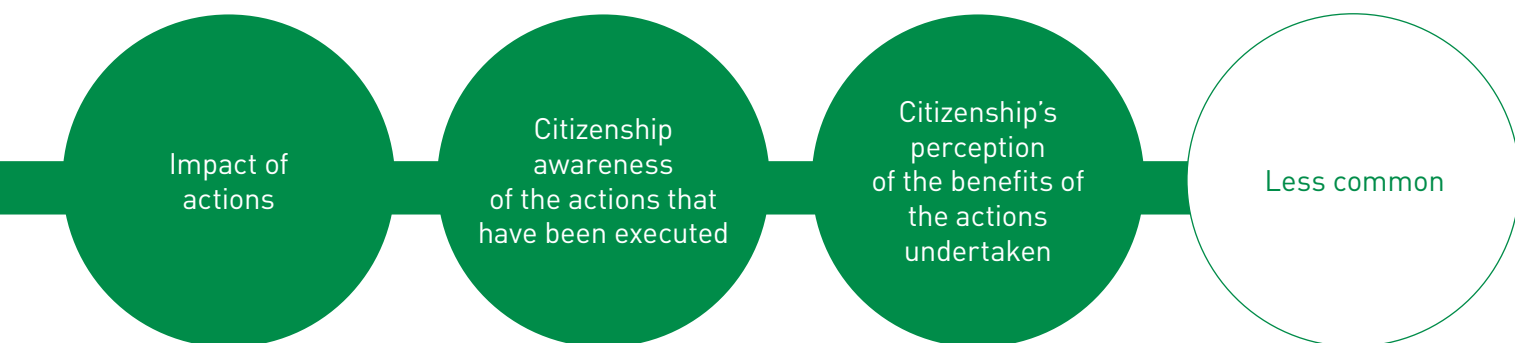 Impact of
actions
Citizenship
awareness
of the actions that
have been executed
Citizenship’s
perception
of the benefits of
the actions
undertaken
Less common